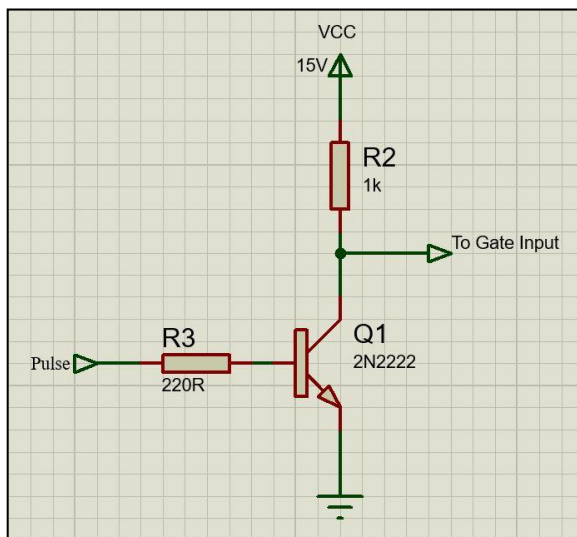 VCC
15V
R2
1k
To Gate Input
Q1
2N2222
R3
220R
Pulse